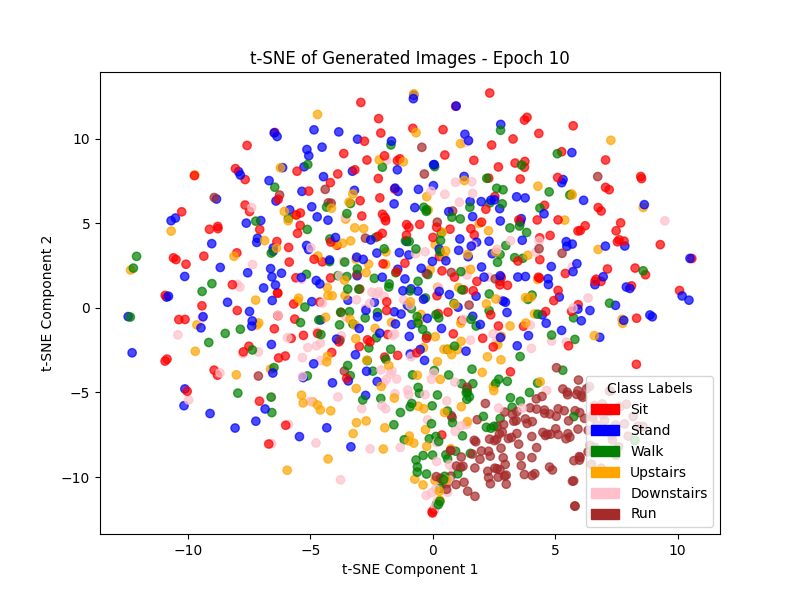 t-SNE of Generated Images - Epoch 10
t-SNE Component 2
10
5
0
−5
−10
−10
−5
0
5
10
t-SNE Component 1
Class Labels
Sit
Stand
Walk
Upstairs
Downstairs
Run